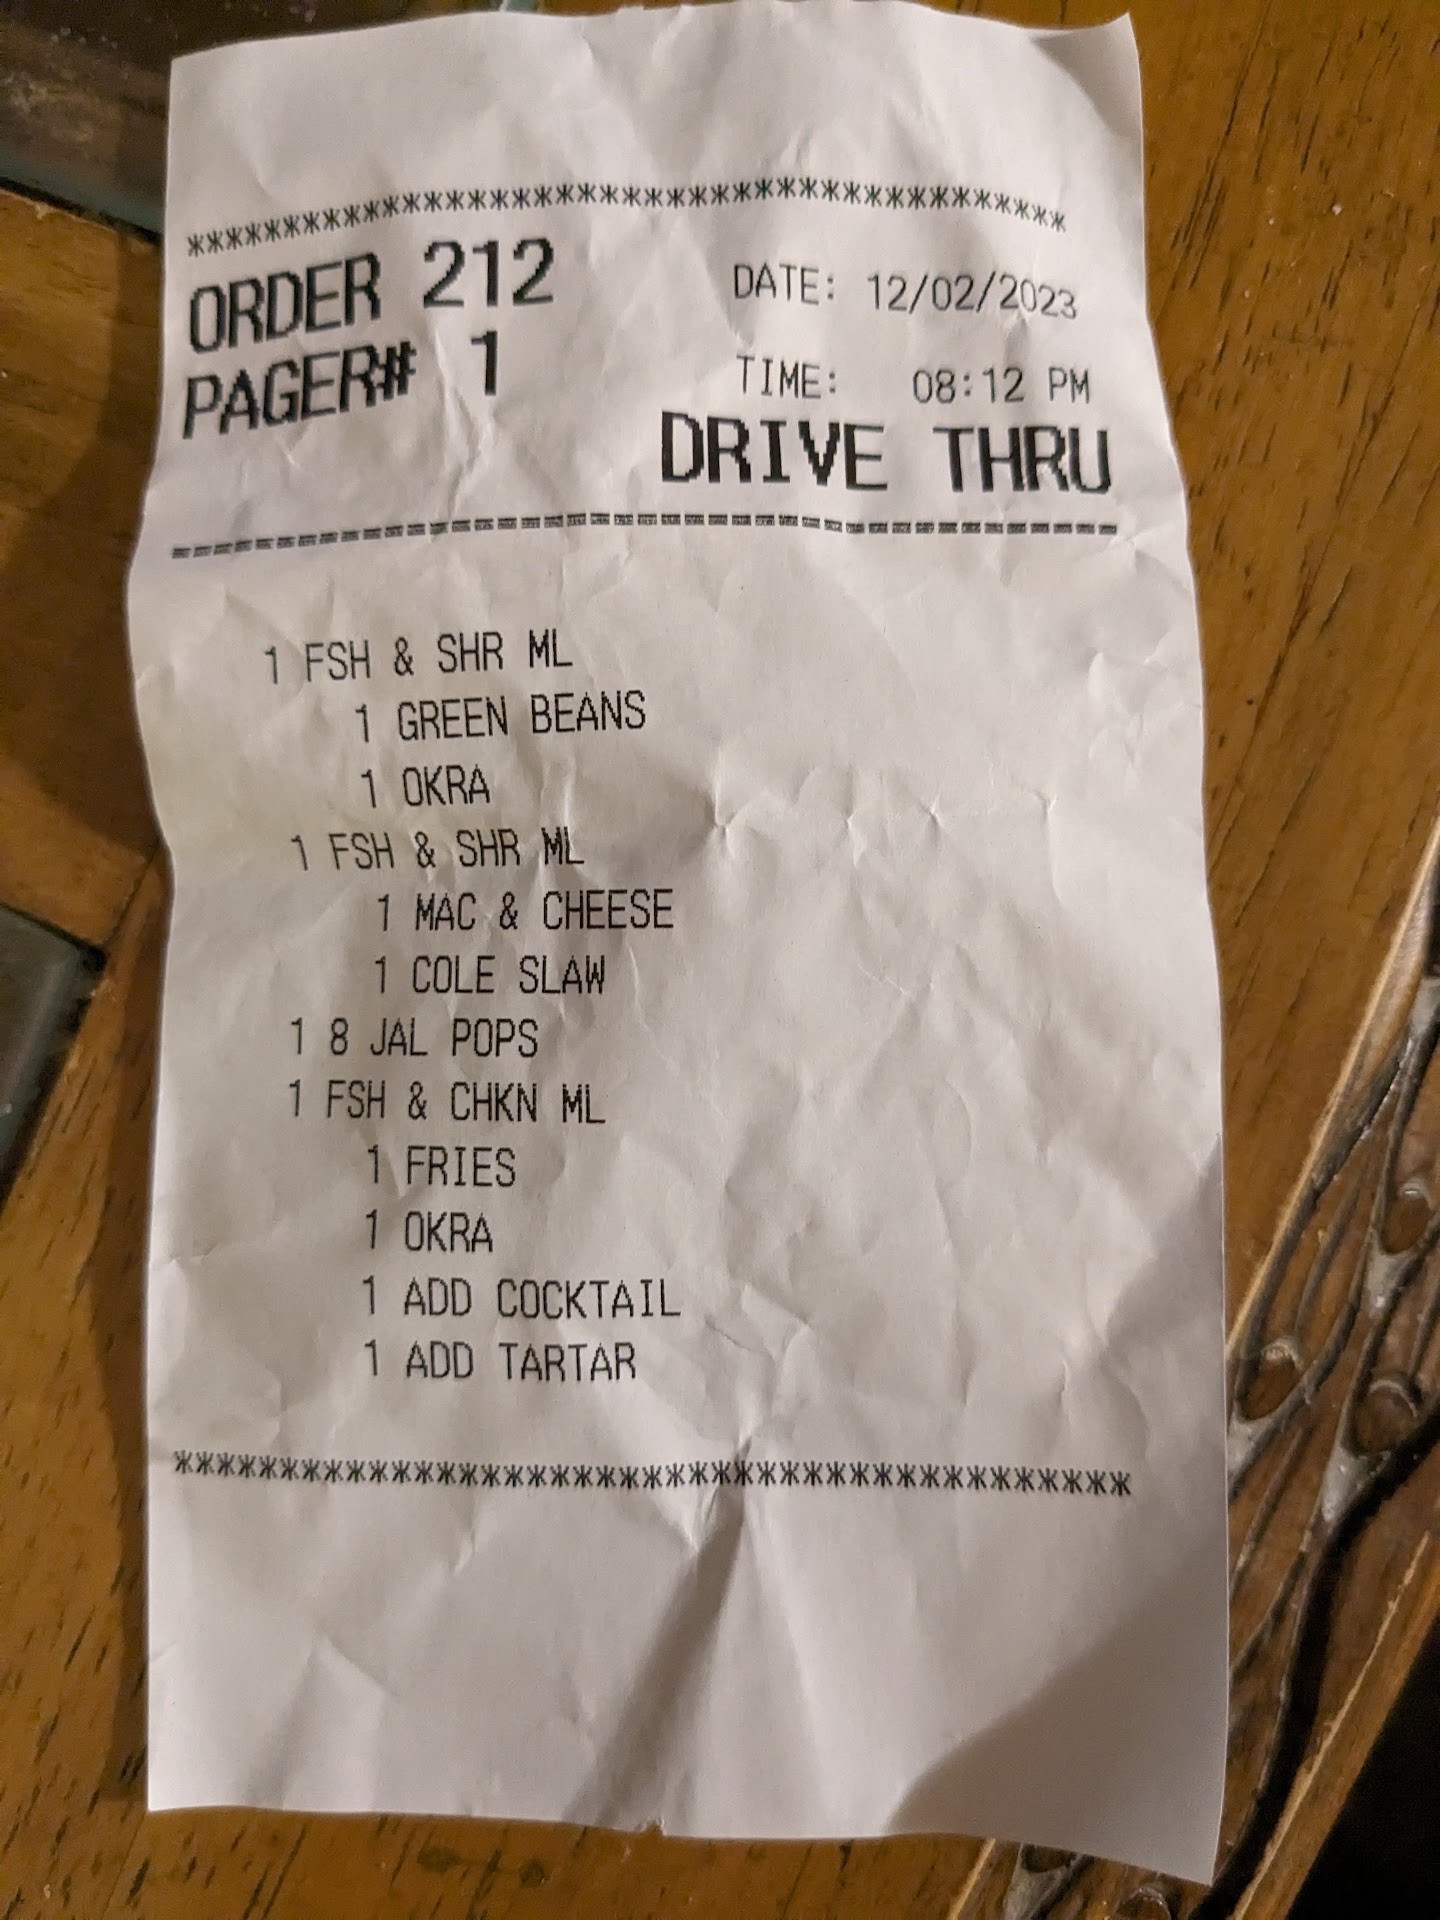 ******************************************
ORDER 212 DATE: 12/02/2023
PAGER# 1 TIME: 08:12 PM
DRIVE THRU
==========================================
1 FSH & SHR ML
1 GREEN BEANS
1 OKRA
1 FSH & SHR ML
1 MAC & CHEESE
1 COLE SLAW
1 8 JAL POPS
1 FSH & CHKN ML
1 FRIES
1 OKRA
1 ADD COCKTAIL
1 ADD TARTAR
******************************************